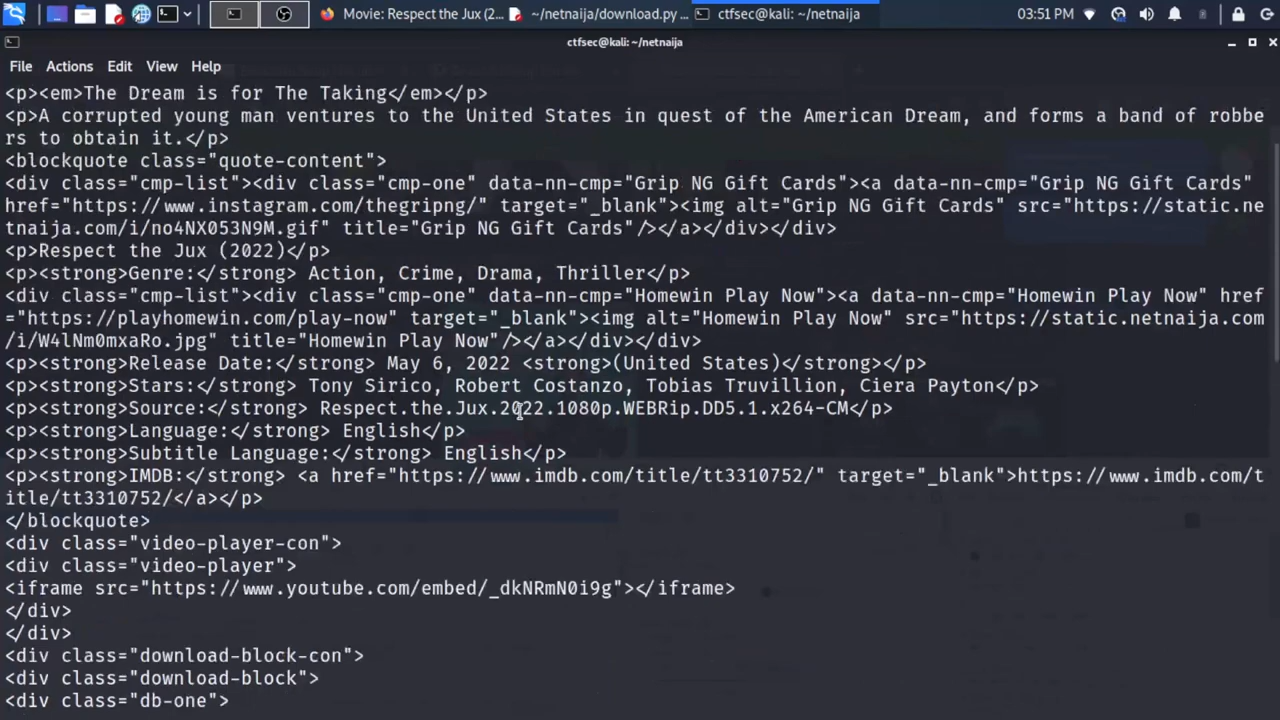 Movie: Respect the Jux (2...
~/netnaija/download.py ...
ctfsec@kali: ~/netnaija
03:51 PM
ctfsec@kali: ~/netnaija
File Actions Edit View Help
<p><em>The Dream is for The Taking</em></p>
<p>A corrupted young man ventures to the United States in quest of the American Dream, and forms a band of robbe
rs to obtain it.</p>
<blockquote class="quote-content">
<div class="cmp-list"><div class="cmp-one" data-nn-cmp="Grip NG Gift Cards"><a data-nn-cmp="Grip NG Gift Cards"
href="https://www.instagram.com/thegripng/" target="_blank"><img alt="Grip NG Gift Cards" src="https://static.ne
tnaija.com/i/no4NX053N9M.gif" title="Grip NG Gift Cards"/></a></div></div>
<p>Respect the Jux (2022)</p>
<p><strong>Genre:</strong> Action, Crime, Drama, Thriller</p>
<div class="cmp-list"><div class="cmp-one" data-nn-cmp="Homewin Play Now"><a data-nn-cmp="Homewin Play Now" href
="https://playhomewin.com/play-now" target="_blank"><img alt="Homewin Play Now" src="https://static.netnaija.com
/i/W4lNm0mxaRo.jpg" title="Homewin Play Now"/></a></div></div>
<p><strong>Release Date:</strong> May 6, 2022 <strong>(United States)</strong></p>
<p><strong>Stars:</strong> Tony Sirico, Robert Costanzo, Tobias Truvillion, Ciera Payton</p>
<p><strong>Source:</strong> Respect.the.Jux.2022.1080p.WEBRip.DD5.1.x264-CM</p>
<p><strong>Language:</strong> English</p>
<p><strong>Subtitle Language:</strong> English</p>
<p><strong>IMDB:</strong> <a href="https://www.imdb.com/title/tt3310752/" target="_blank">https://www.imdb.com/t
itle/tt3310752/</a></p>
</blockquote>
<div class="video-player-con">
<div class="video-player">
<iframe src="https://www.youtube.com/embed/_dkNRmN0i9g"></iframe>
</div>
</div>
<div class="download-block-con">
<div class="download-block">
<div class="db-one">